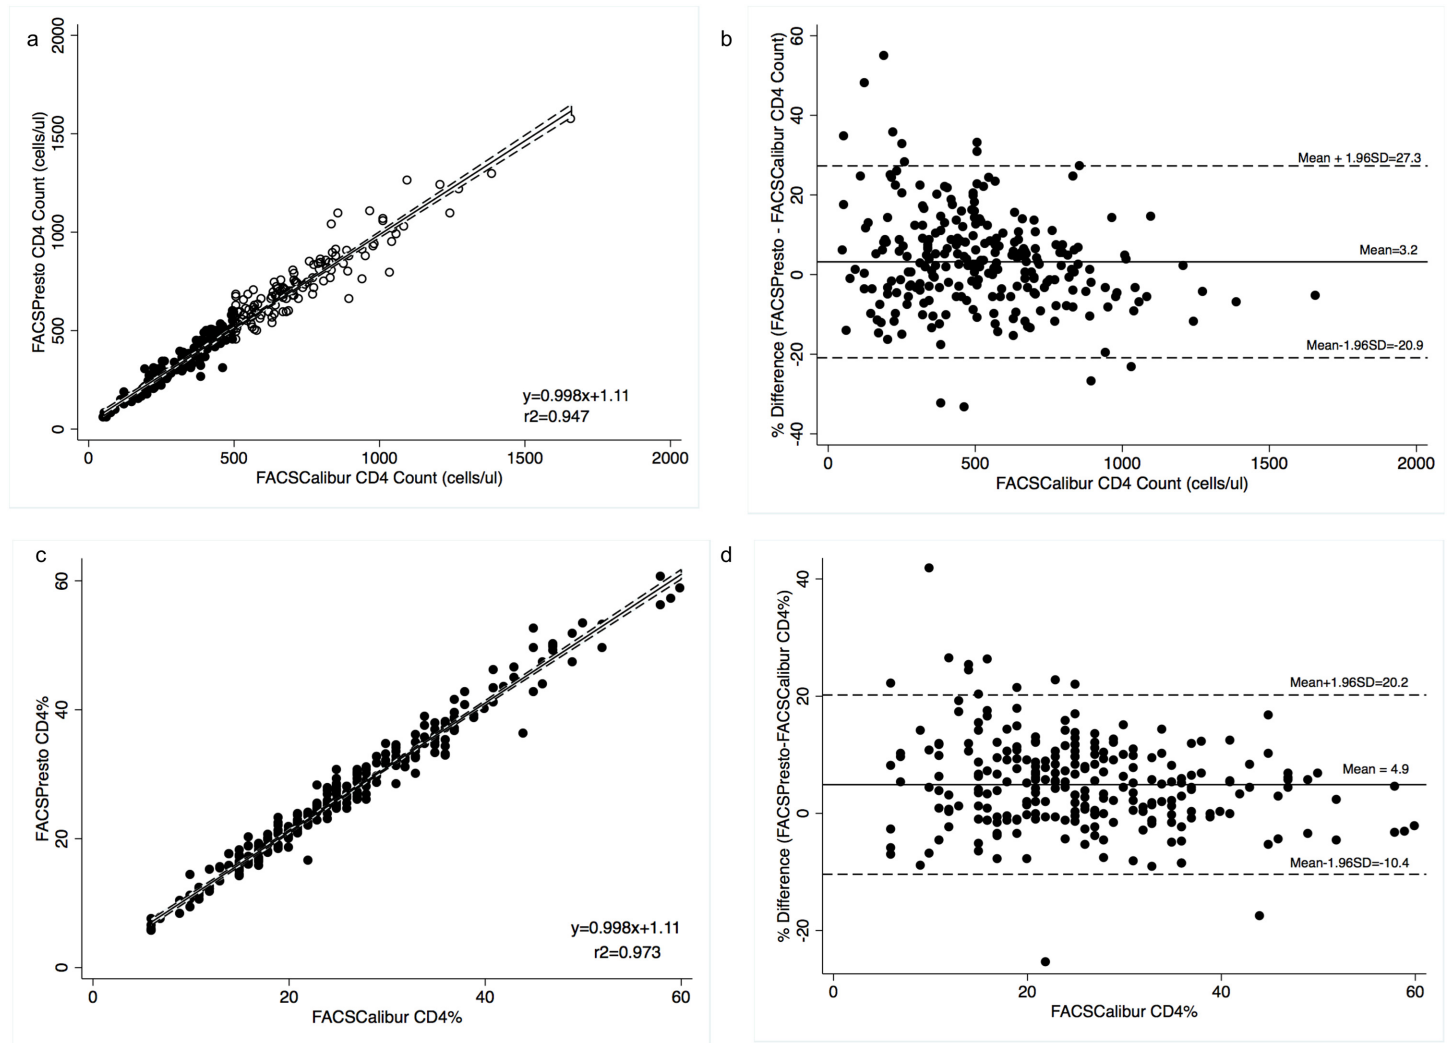 a
2000
1500
1000
500
0
FACSPresto CD4 Count (cells/ul)
y=0.998x+1.11
r2=0.947
0 500 1000 1500 2000
FACSCalibur CD4 Count (cells/ul)
b
60
40
20
0
-20
-40
% Difference (FACSPresto - FACSCalibur CD4 Count)
Mean + 1.96SD=27.3
Mean=3.2
Mean-1.96SD=-20.9
0 500 1000 1500 2000
FACSCalibur CD4 Count (cells/ul)
c
60
40
20
0
FACSPresto CD4%
y=0.998x+1.11
r2=0.973
0 20 40 60
FACSCalibur CD4%
d
40
20
0
-20
% Difference (FACSPresto-FACSCalibur CD4%)
Mean+1.96SD=20.2
Mean = 4.9
Mean-1.96SD=-10.4
0 20 40 60
FACSCalibur CD4%